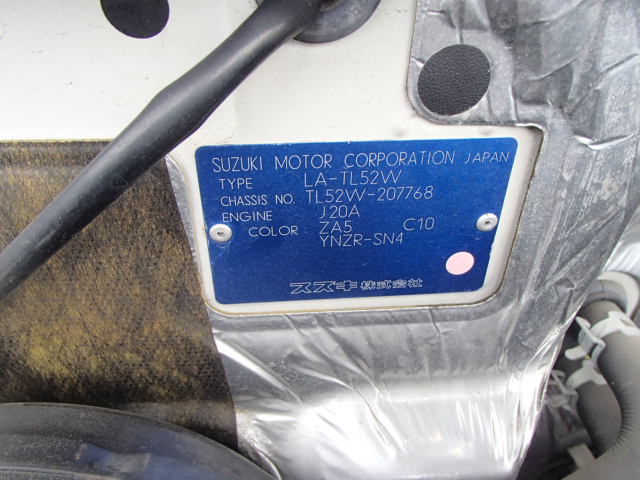 SUZUKI MOTOR CORPORATION JAPAN
TYPE LA-TL52W
CHASSIS NO. TL52W-207768
ENGINE J20A
COLOR ZA5 C10
YNZR-SN4
スズキ株式会社